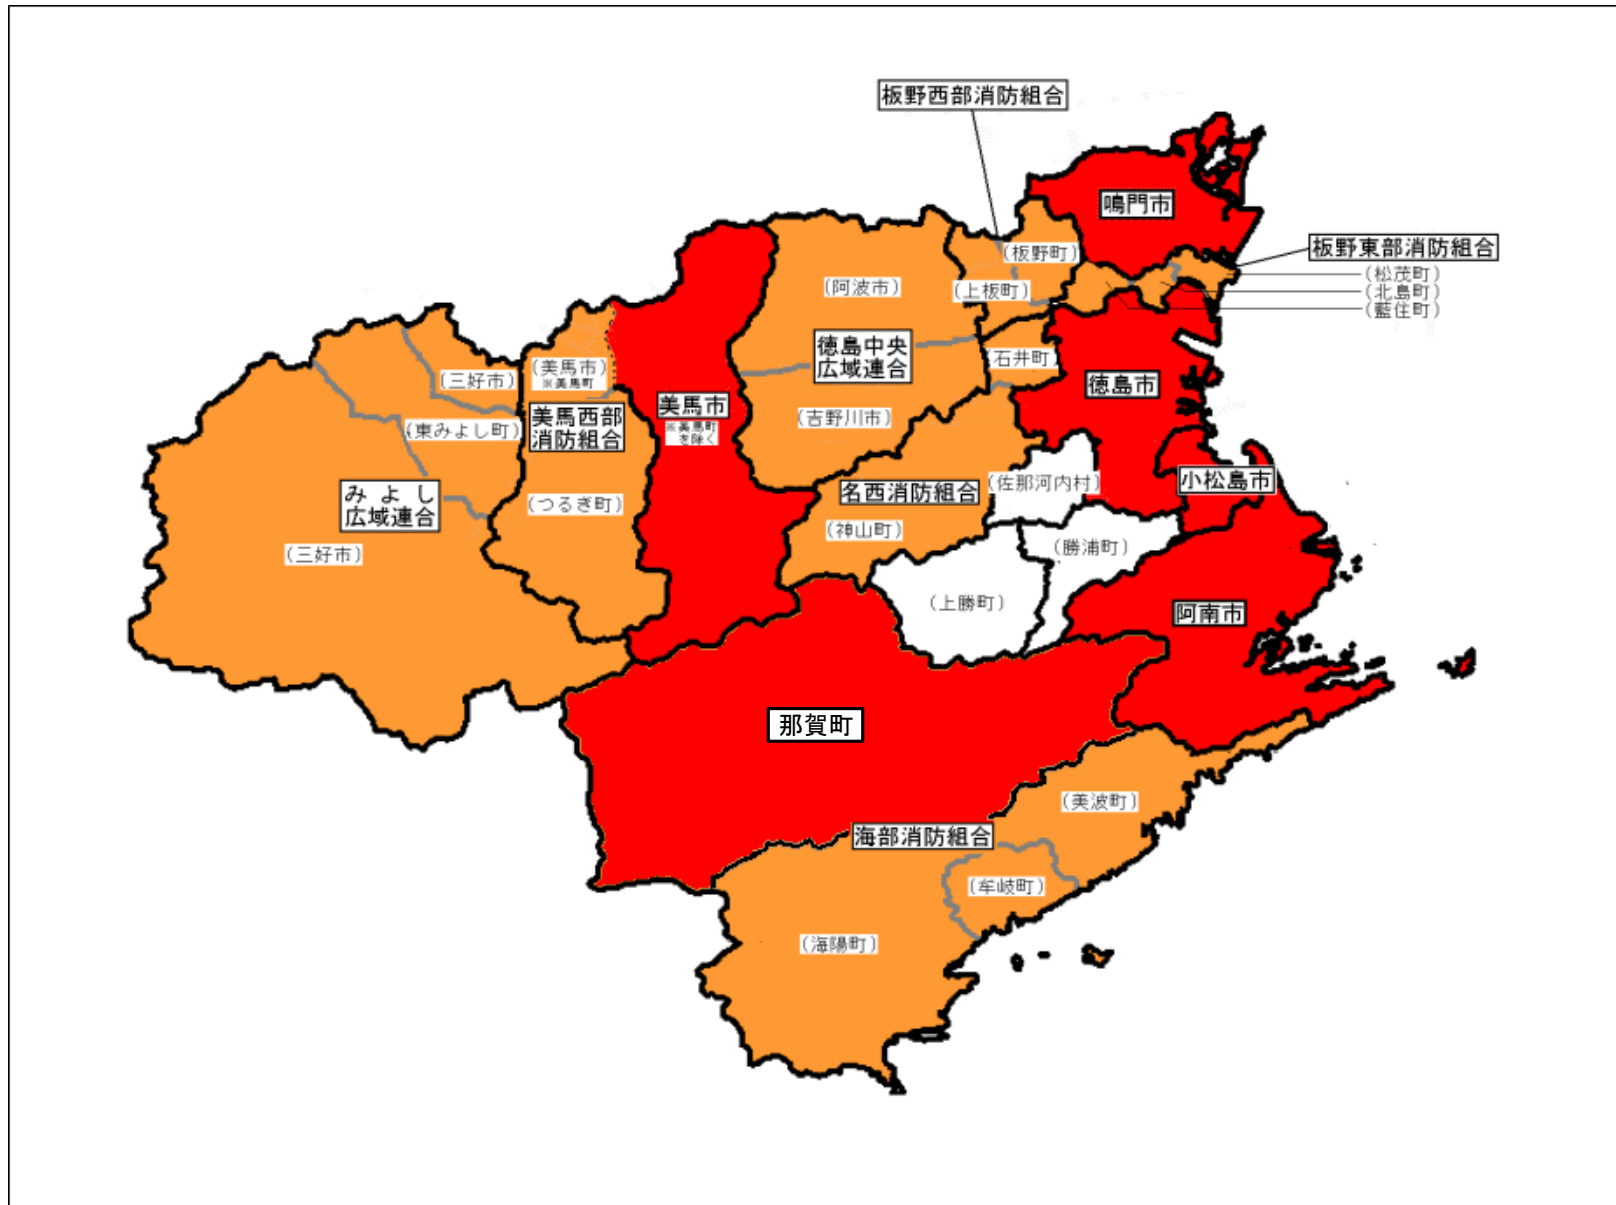 板野西部消防組合
鳴門市
板野東部消防組合
(板野町)
(松茂町)
(北島町)
(藍住町)
(阿波市)
(上板町)
徳島中央
広域連合
(石井町)
(美馬市)
※美馬町
(三好市)
徳島市
美馬市
※美馬町
を除く
美馬西部
消防組合
(東みよし町)
(吉野川市)
小松島市
(佐那河内村)
名西消防組合
みよし
広域連合
(つるぎ町)
(神山町)
(勝浦町)
(三好市)
(上勝町)
阿南市
那賀町
(美波町)
海部消防組合
(牟岐町)
(海陽町)